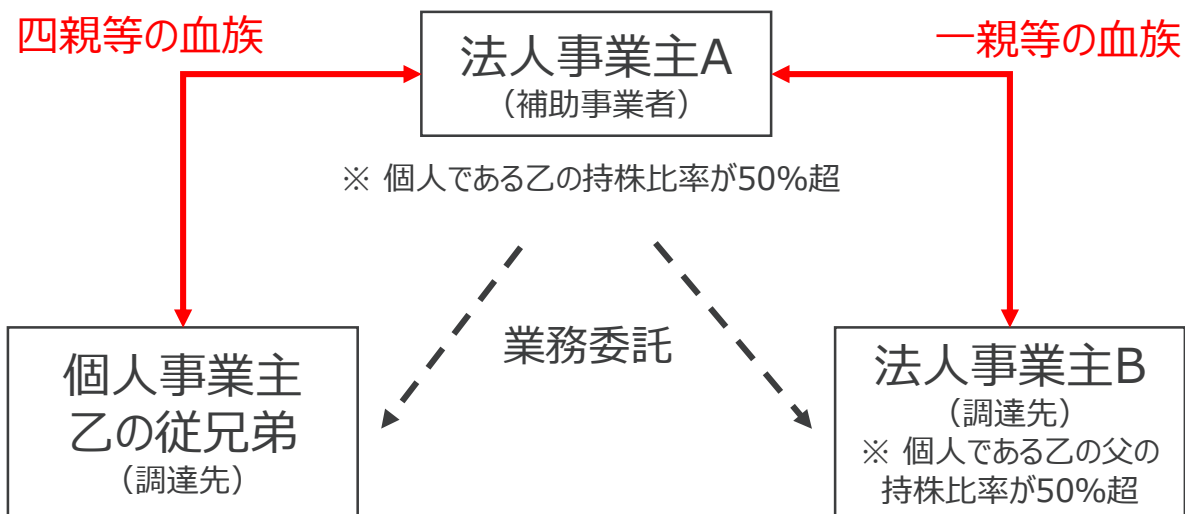 四親等の血族
法人事業主A
（補助事業者）
一親等の血族
※ 個人である乙の持株比率が50%超
業務委託
個人事業主
乙の従兄弟
（調達先）
法人事業主B
（調達先）
※ 個人である乙の父の
持株比率が50%超